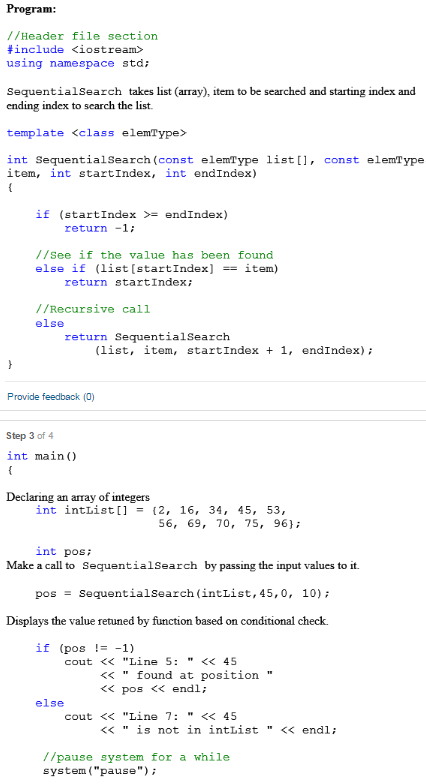 Program:
//Header file section
#include <iostream>
using namespace std;
SequentialSearch takes list (array), item to be searched and starting index and
ending index to search the list.
template <class elemType>
int SequentialSearch(const elemType list[], const elemType
item, int startIndex, int endIndex)
{
if (startIndex >= endIndex)
return -1;
//See if the value has been found
else if (list[startIndex] == item)
return startIndex;
//Recursive call
else
return SequentialSearch
(list, item, startIndex + 1, endIndex);
}
Provide feedback (0)
Step 3 of 4
int main()
{
Declaring an array of integers
int intList[] = {2, 16, 34, 45, 53,
56, 69, 70, 75, 96};
int pos;
Make a call to SequentialSearch by passing the input values to it.
pos = SequentialSearch(intList,45,0, 10);
Displays the value retuned by function based on conditional check.
if (pos != -1)
cout << "Line 5: " << 45
<< " found at position "
<< pos << endl;
else
cout << "Line 7: " << 45
<< " is not in intList " << endl;
//pause system for a while
system("pause");